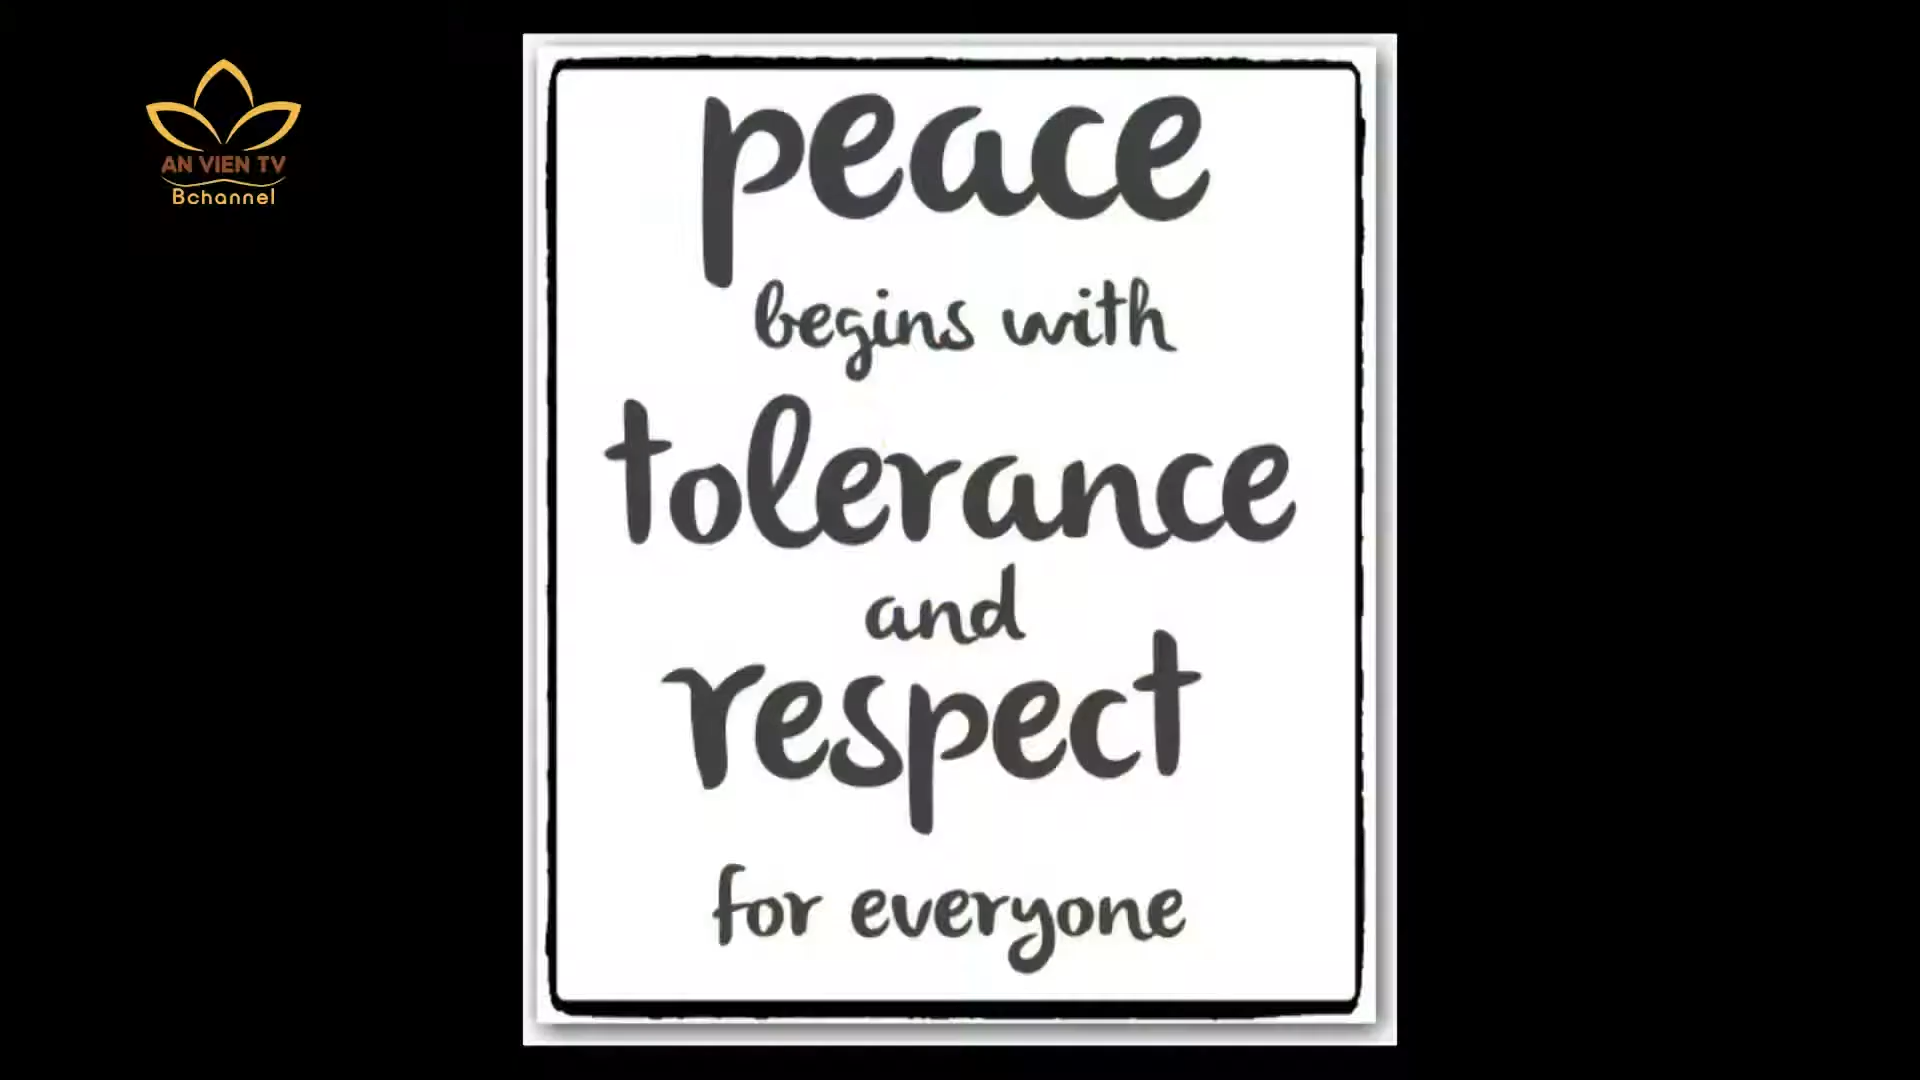 AN VIEN TV
Bchannel
peace
begins with
tolerance
and
respect
for everyone